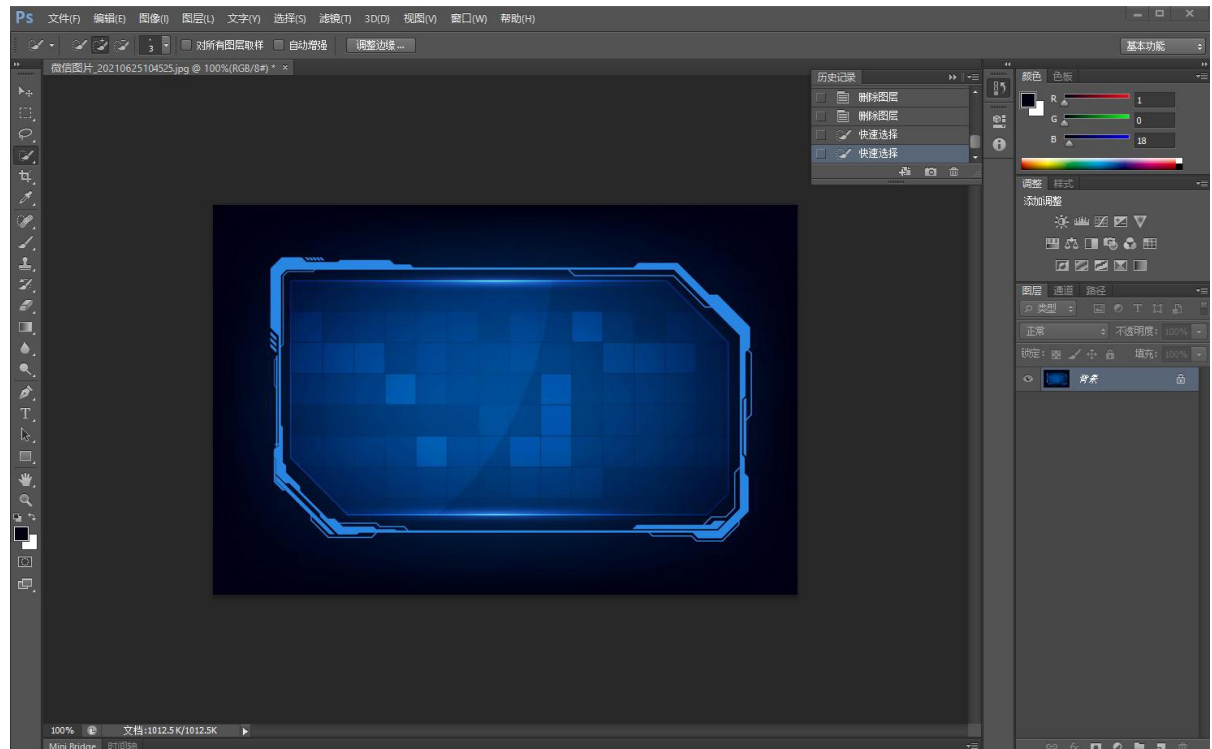 Ps 文件(F) 编辑(E) 图像(I) 图层(L) 文字(Y) 选择(S) 滤镜(T) 3D(D) 视图(V) 窗口(W) 帮助(H)
3 对所有图层取样 自动增强 调整边缘... 基本功能
微信图片_20210625104525.jpg @ 100%(RGB/8#) * ×
历史记录
删除图层
删除图层
快速选择
快速选择
颜色 色板
R 1
G 0
B 18
调整 样式
添加调整
图层 通道 路径
类型
正常 不透明度: 100%
锁定: 填充: 100%
背景
100% 文档:1012.5K/1012.5K
Mini Bridge 时间轴